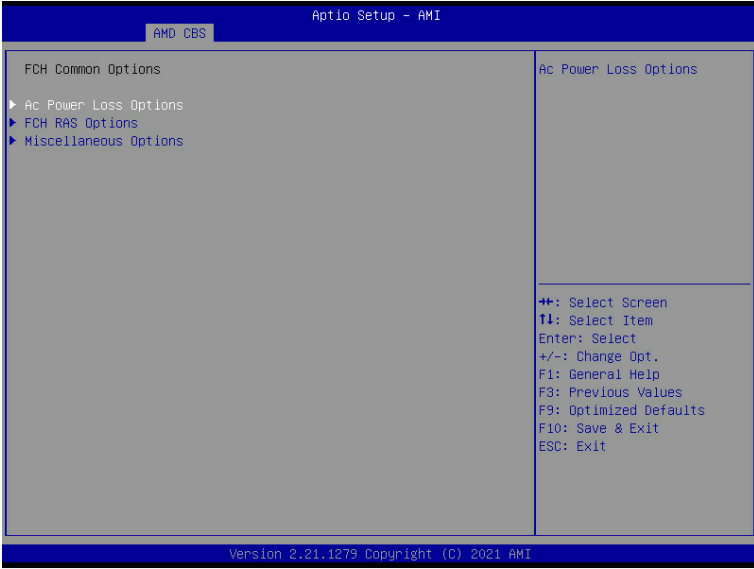 Aptio Setup - AMI
AMD CBS
FCH Common Options
Ac Power Loss Options
FCH RAS Options
Miscellaneous Options
Ac Power Loss Options
→←: Select Screen
↑↓: Select Item
Enter: Select
+/-: Change Opt.
F1: General Help
F3: Previous Values
F9: Optimized Defaults
F10: Save & Exit
ESC: Exit
Version 2.21.1279 Copyright (C) 2021 AMI